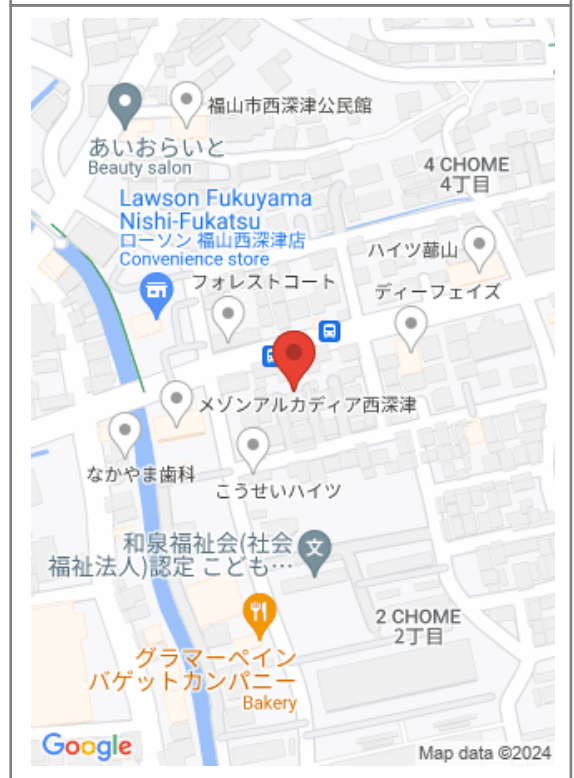 福山市西深津公民館
あいおらいと
Beauty salon
4 CHOME
4丁目
Lawson Fukuyama
Nishi-Fukatsu
ローソン 福山西深津店
Convenience store
ハイツ蔀山
フォレストコート
ディーフェイズ
メゾンアルカディア西深津
なかやま歯科
こうせいハイツ
和泉福祉会(社会
福祉法人)認定 こども…
文
2 CHOME
2丁目
グラマーペイン
バゲットカンパニー
Bakery
Google
Map data ©2024